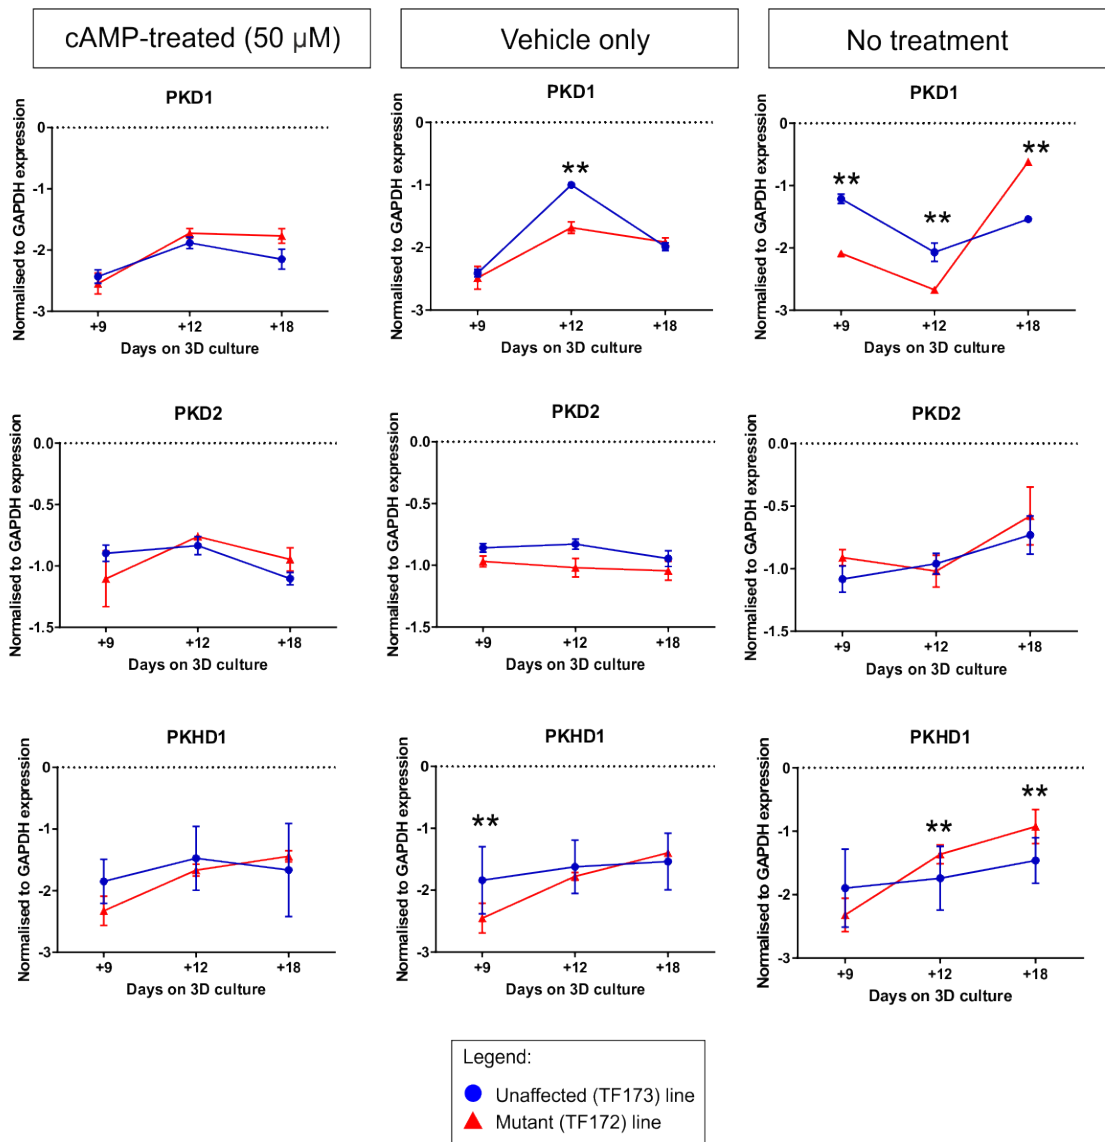 cAMP-treated (50 µM)
Vehicle only
No treatment
PKD1
Normalised to GAPDH expression
0
-1
-2
-3
+9
+12
+18
Days on 3D culture
PKD1
**
Normalised to GAPDH expression
0
-1
-2
-3
+9
+12
+18
Days on 3D culture
PKD1
**
**
**
Normalised to GAPDH expression
0
-1
-2
-3
+9
+12
+18
Days on 3D culture
PKD2
Normalised to GAPDH expression
0.0
-0.5
-1.0
-1.5
+9
+12
+18
Days on 3D culture
PKD2
Normalised to GAPDH expression
0.0
-0.5
-1.0
-1.5
+9
+12
+18
Days on 3D culture
PKD2
Normalised to GAPDH expression
0.0
-0.5
-1.0
-1.5
+9
+12
+18
Days on 3D culture
PKHD1
Normalised to GAPDH expression
0
-1
-2
-3
+9
+12
+18
Days on 3D culture
PKHD1
**
Normalised to GAPDH expression
0
-1
-2
-3
+9
+12
+18
Days on 3D culture
PKHD1
**
**
Normalised to GAPDH expression
0
-1
-2
-3
+9
+12
+18
Days on 3D culture
Legend:
Unaffected (TF173) line
Mutant (TF172) line